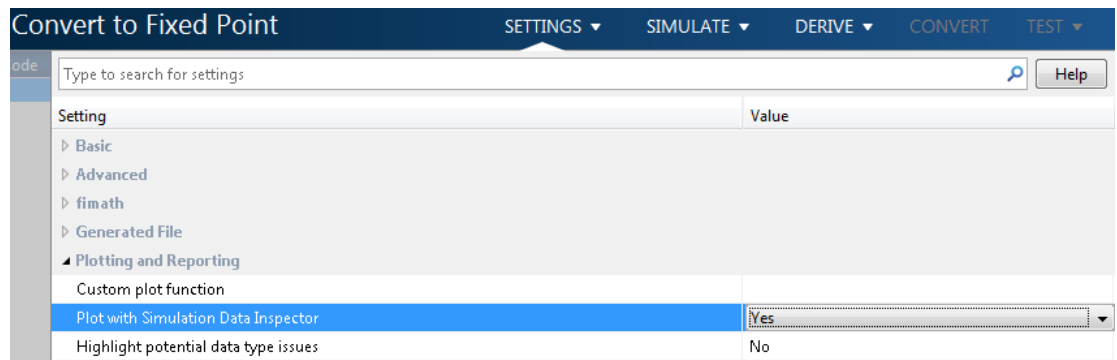 Convert to Fixed Point SETTINGS SIMULATE DERIVE CONVERT TEST
ode
Type to search for settings Help
Setting Value
Basic
Advanced
fimath
Generated File
Plotting and Reporting
Custom plot function
Plot with Simulation Data Inspector Yes
Highlight potential data type issues No